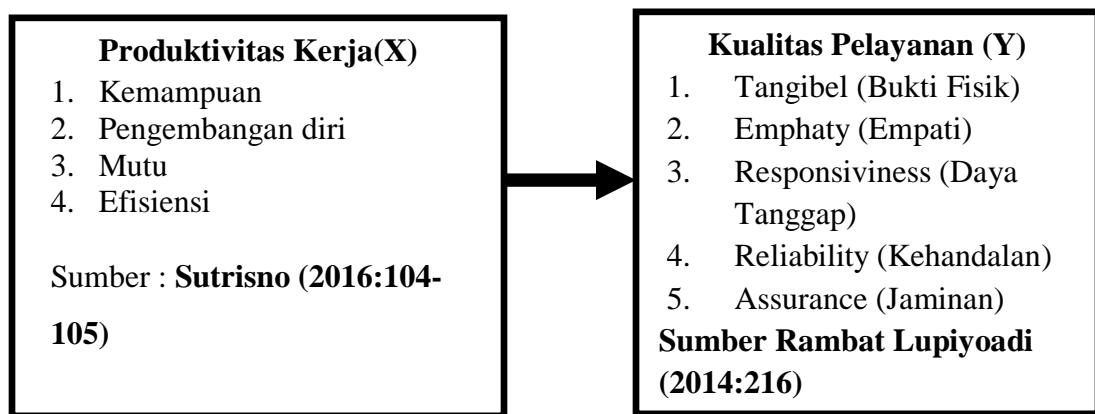 Produktivitas Kerja(X)
1. Kemampuan
2. Pengembangan diri
3. Mutu
4. Efisiensi
Sumber : Sutrisno (2016:104-
105)
Kualitas Pelayanan (Y)
1. Tangibel (Bukti Fisik)
2. Emphaty (Empati)
3. Responsiviness (Daya
Tanggap)
4. Reliability (Kehandalan)
5. Assurance (Jaminan)
Sumber Rambat Lupiyoadi
(2014:216)